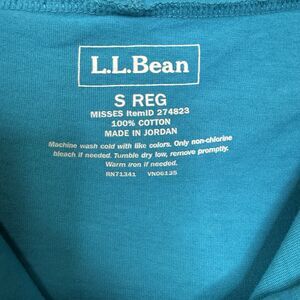 L.L.Bean
S REG
MISSES ItemID 274823
100% COTTON
MADE IN JORDAN
Machine wash cold with like colors. Only non-chlorine
bleach if needed. Tumble dry low, remove promptly.
Warm iron if needed.
RN71341 VN06135